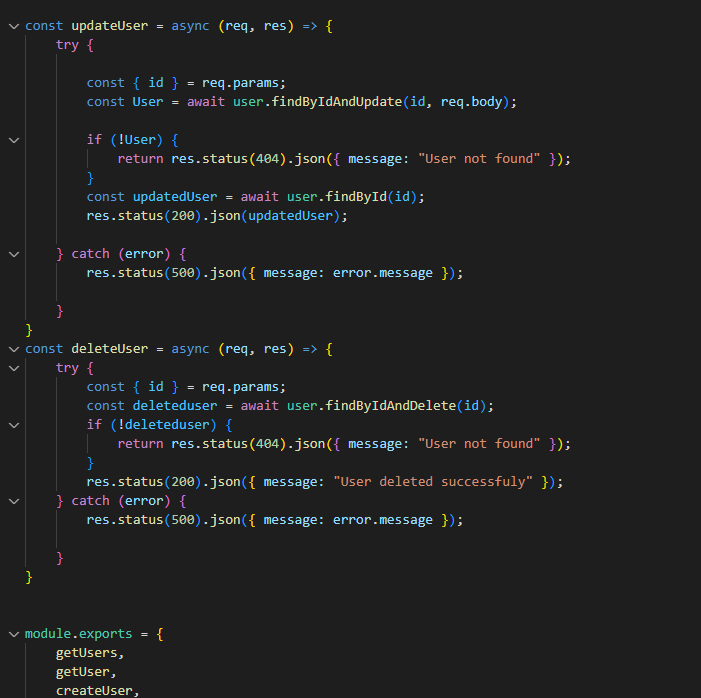 const updateUser = async (req, res) => {
    try {

        const { id } = req.params;
        const User = await user.findByIdAndUpdate(id, req.body);

        if (!User) {
            return res.status(404).json({ message: "User not found" });
        }
        const updatedUser = await user.findById(id);
        res.status(200).json(updatedUser);

    } catch (error) {
        res.status(500).json({ message: error.message });

    }
}
const deleteUser = async (req, res) => {
    try {
        const { id } = req.params;
        const deleteduser = await user.findByIdAndDelete(id);
        if (!deleteduser) {
            return res.status(404).json({ message: "User not found" });
        }
        res.status(200).json({ message: "User deleted successfuly" });
    } catch (error) {
        res.status(500).json({ message: error.message });

    }
}


module.exports = {
    getUsers,
    getUser,
    createUser,